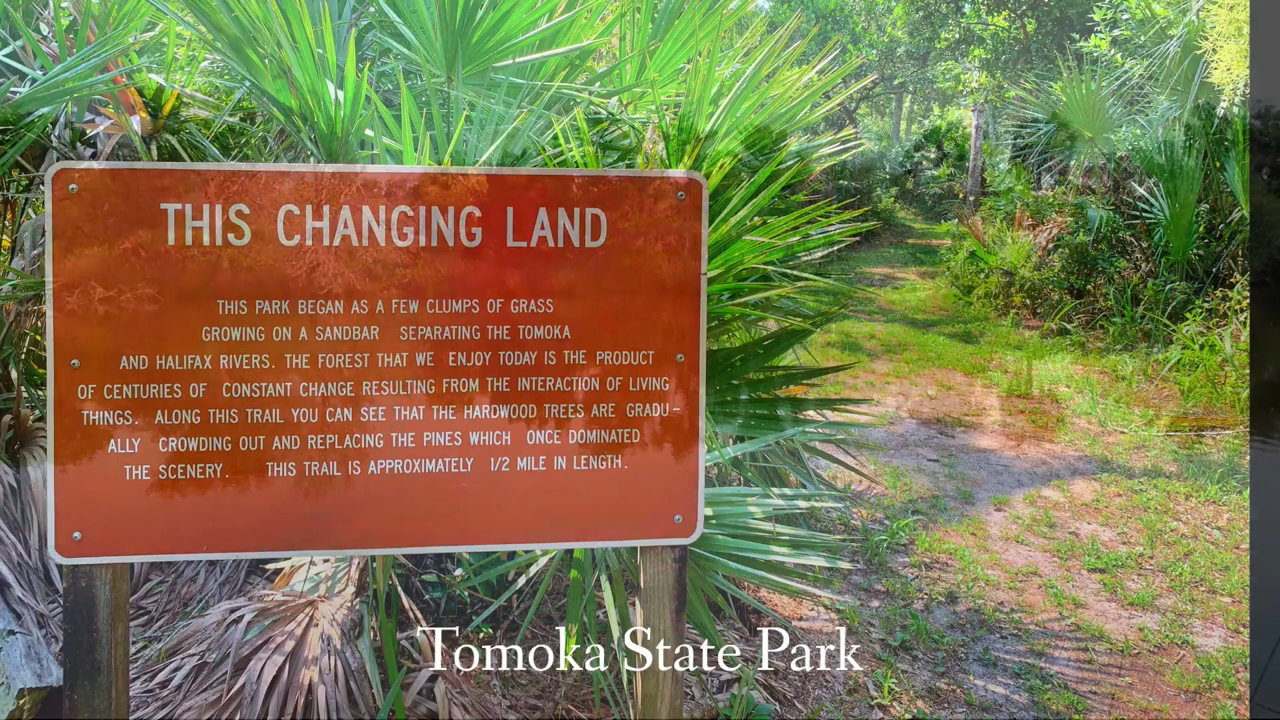 THIS CHANGING LAND
THIS PARK BEGAN AS A FEW CLUMPS OF GRASS
GROWING ON A SANDBAR SEPARATING THE TOMOKA
AND HALIFAX RIVERS. THE FOREST THAT WE ENJOY TODAY IS THE PRODUCT
OF CENTURIES OF CONSTANT CHANGE RESULTING FROM THE INTERACTION OF LIVING
THINGS. ALONG THIS TRAIL YOU CAN SEE THAT THE HARDWOOD TREES ARE GRADU-
ALLY CROWDING OUT AND REPLACING THE PINES WHICH ONCE DOMINATED
THE SCENERY. THIS TRAIL IS APPROXIMATELY 1/2 MILE IN LENGTH.
Tomoka State Park